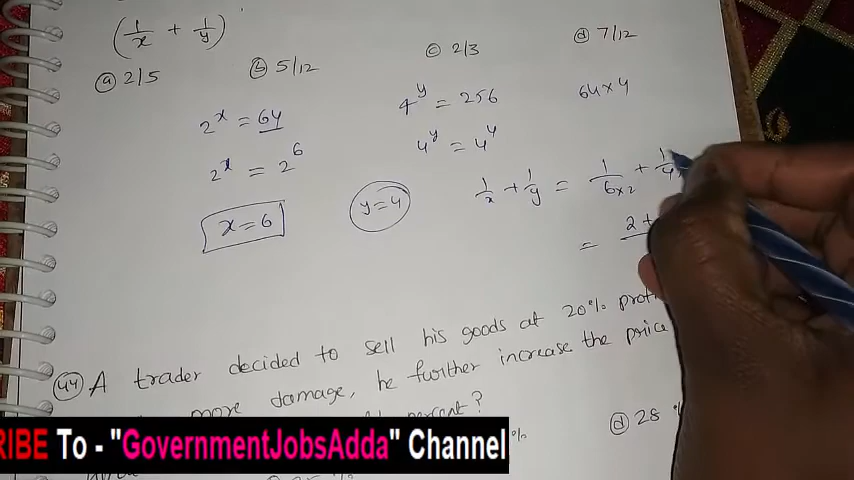 (1/x + 1/y)
ⓐ 2/5 ⓑ 5/12 ⓒ 2/3 ⓓ 7/12
2^x = 64 4^y = 256 64×4
2^x = 2^6 4^y = 4^4
x = 6 y = 4 1/x + 1/y = 1/6×2 + 1/4
= 2+
44 A trader decided to sell his goods at 20%
more damage, he further increase the price
percent?
% ⓓ 28 %
RIBE To - "GovernmentJobsAdda" Channel